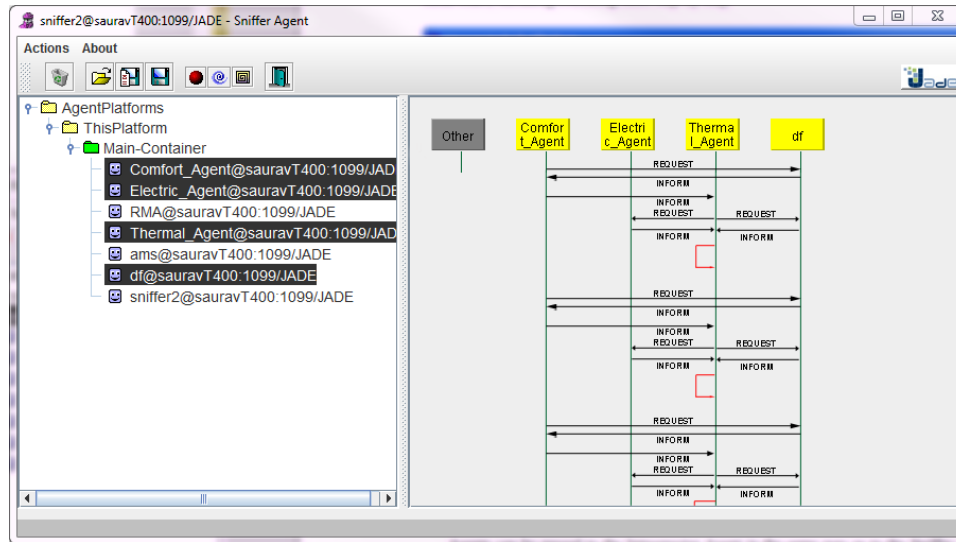 sniffer2@sauravT400:1099/JADE - Sniffer Agent
Actions About
Jade
AgentPlatforms
ThisPlatform
Main-Container
Comfort_Agent@sauravT400:1099/JAD
Electric_Agent@sauravT400:1099/JADE
RMA@sauravT400:1099/JADE
Thermal_Agent@sauravT400:1099/JAD
ams@sauravT400:1099/JADE
df@sauravT400:1099/JADE
sniffer2@sauravT400:1099/JADE
Other
Comfor
t_Agent
Electri
c_Agent
Therma
l_Agent
df
REQUEST
INFORM
INFORM
REQUEST REQUEST
INFORM INFORM
REQUEST
INFORM
INFORM
REQUEST REQUEST
INFORM INFORM
REQUEST
INFORM
INFORM
REQUEST REQUEST
INFORM INFORM